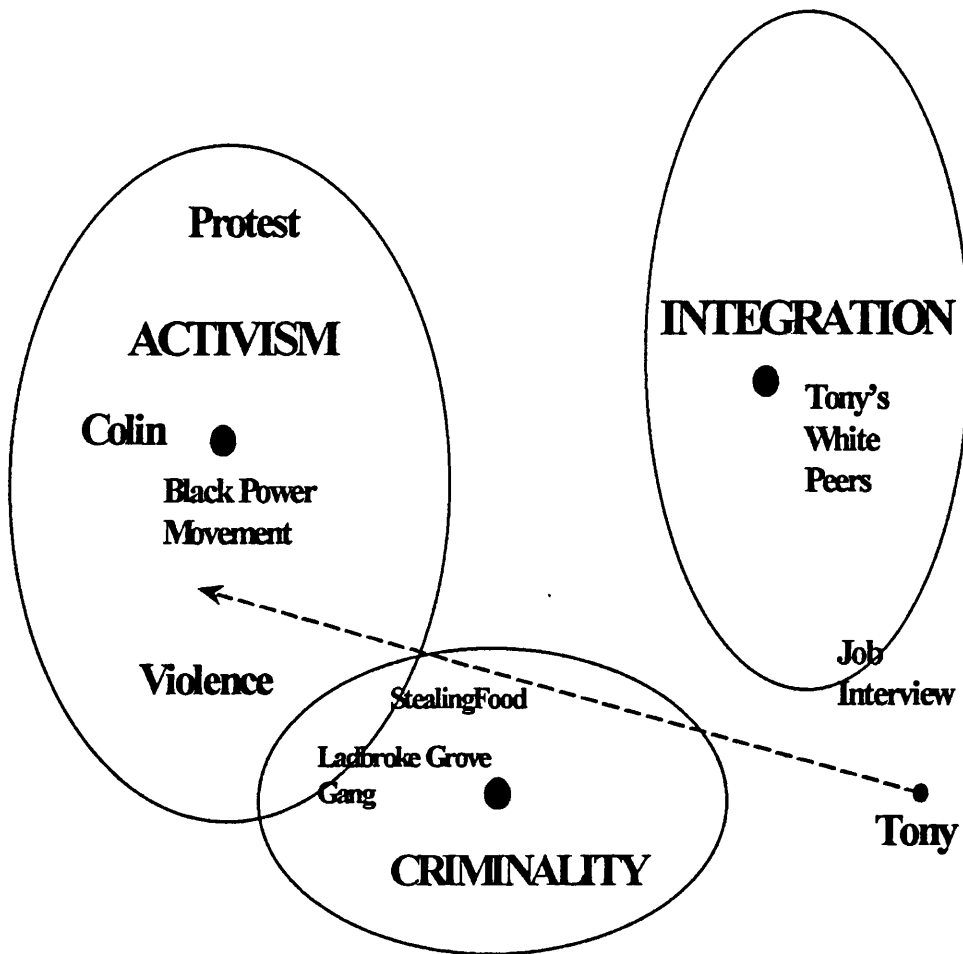 Protest
ACTIVISM
Colin
Black Power
Movement
Violence
INTEGRATION
Tony's
White
Peers
Job
Interview
StealingFood
Ladbroke Grove
Gang
CRIMINALITY
Tony